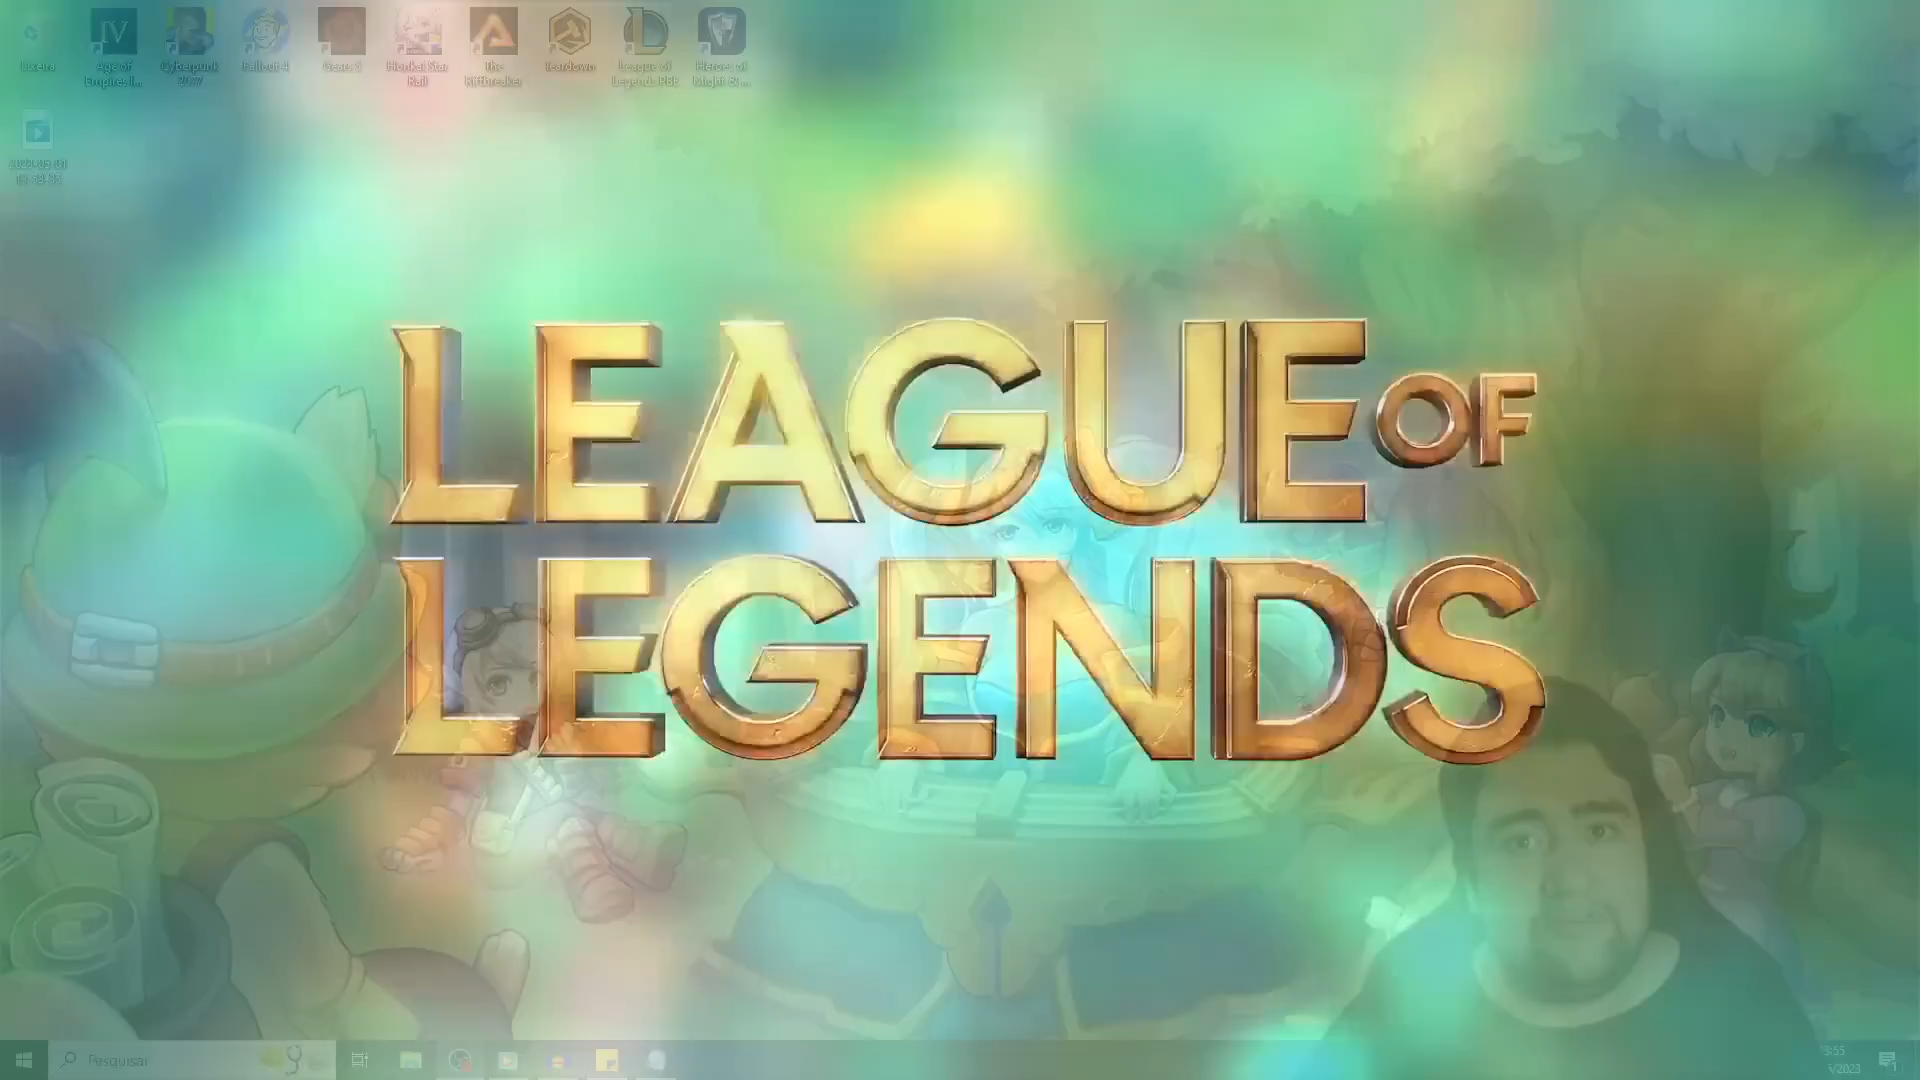 Lixeira
Age of
Empires I...
Cyberpunk
2077
Fallout 4
Gears 5
Honkai Star
Rail
The
Riftbreaker
Teardown
League of
Legends PBE
Heroes of
Might & ...
LEAGUE OF
LEGENDS
Pesquisar